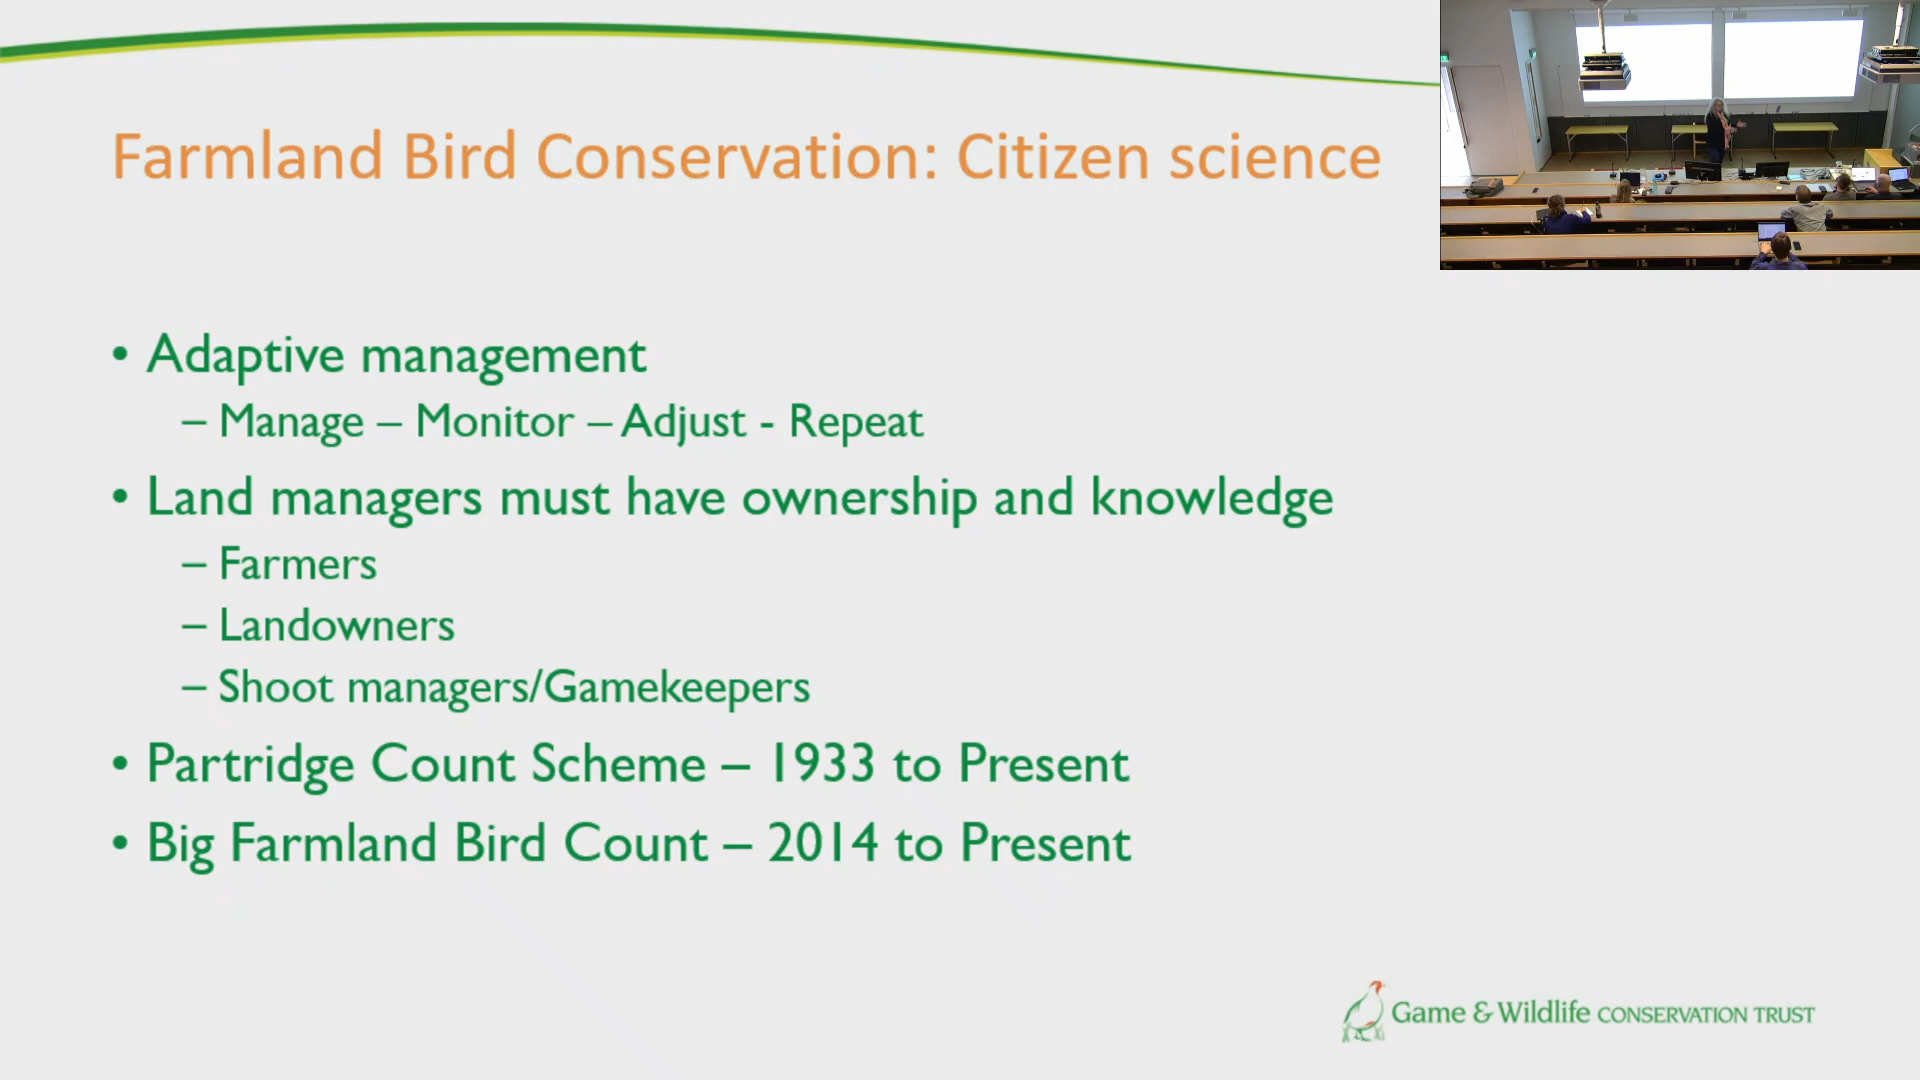 Farmland Bird Conservation: Citizen science
• Adaptive management
– Manage – Monitor – Adjust - Repeat
• Land managers must have ownership and knowledge
– Farmers
– Landowners
– Shoot managers/Gamekeepers
• Partridge Count Scheme – 1933 to Present
• Big Farmland Bird Count – 2014 to Present
Game & Wildlife CONSERVATION TRUST